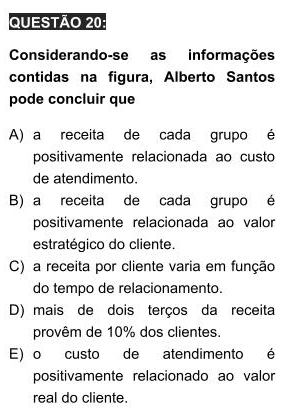 QUESTÃO 20:
Considerando-se as informações
contidas na figura, Alberto Santos
pode concluir que
A) a receita de cada grupo é
positivamente relacionada ao custo
de atendimento.
B) a receita de cada grupo é
positivamente relacionada ao valor
estratégico do cliente.
C) a receita por cliente varia em função
do tempo de relacionamento.
D) mais de dois terços da receita
provêm de 10% dos clientes.
E) o custo de atendimento é
positivamente relacionado ao valor
real do cliente.